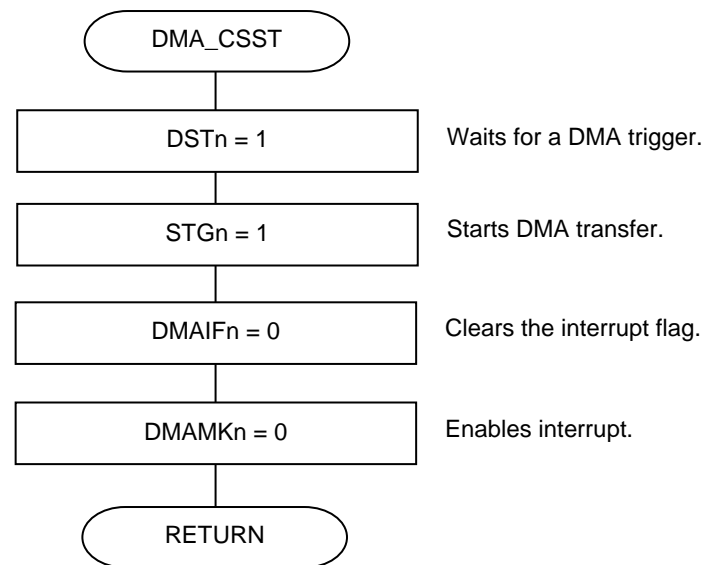 DMA_CSST
DSTn = 1
Waits for a DMA trigger.
STGn = 1
Starts DMA transfer.
DMAIFn = 0
Clears the interrupt flag.
DMAMKn = 0
Enables interrupt.
RETURN